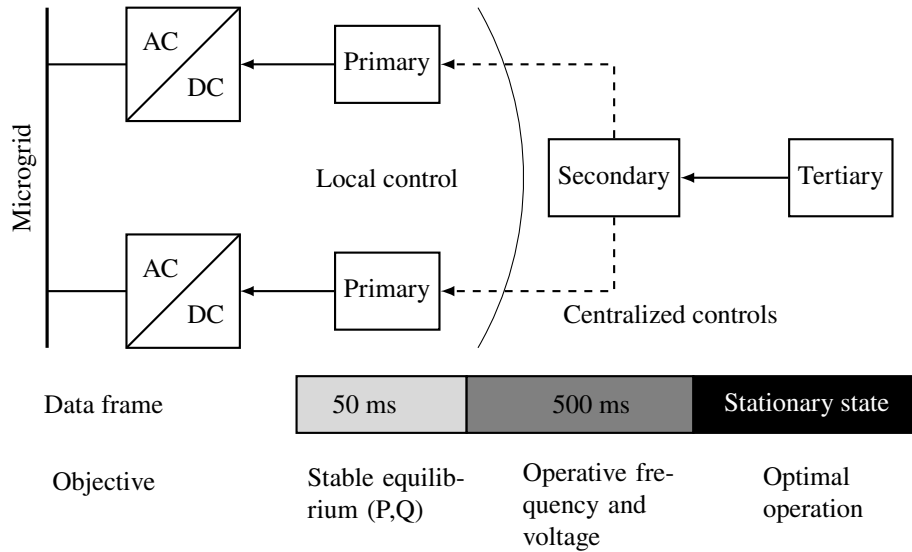 AC
DC
Primary
Microgrid
Local control
Secondary
Tertiary
AC
DC
Primary
Centralized controls
Data frame
50 ms
500 ms
Stationary state
Objective
Stable equilib-
rium (P,Q)
Operative fre-
quency and
voltage
Optimal
operation